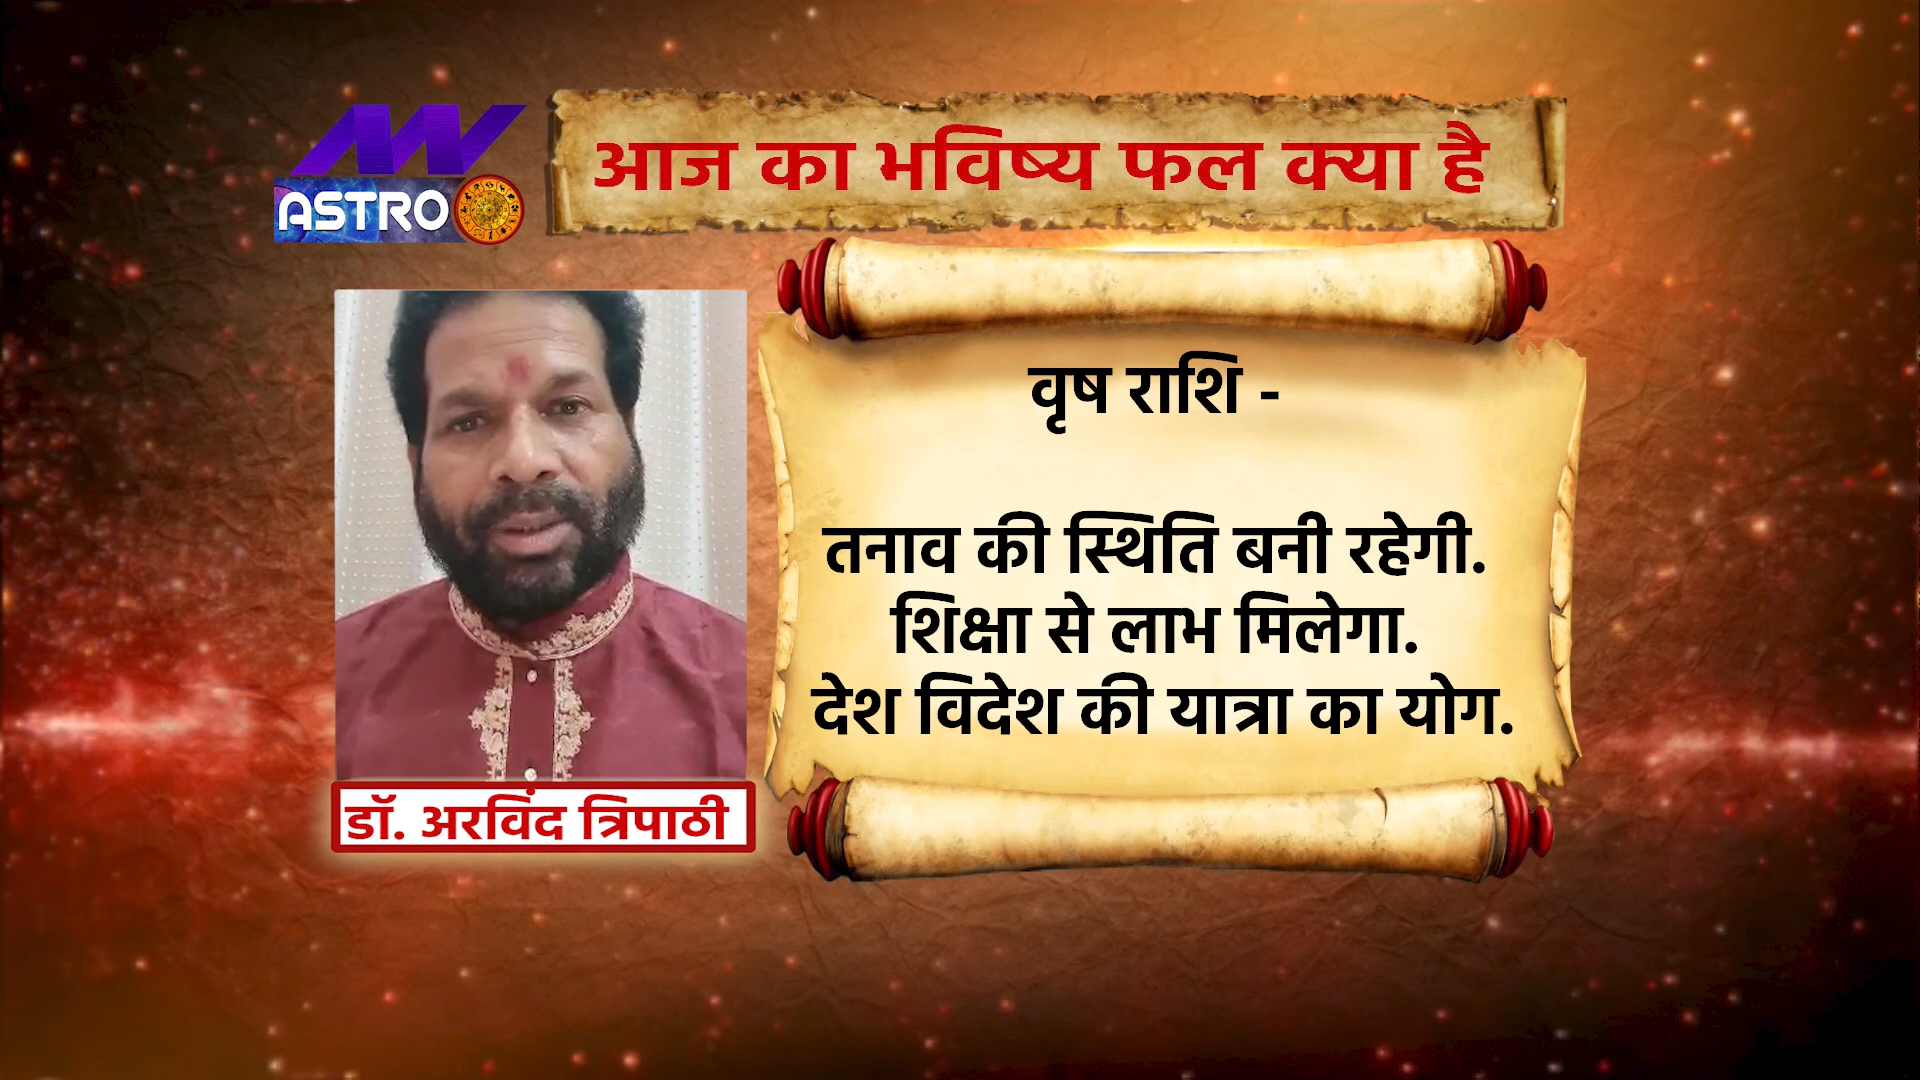 ASTRO
आज का भविष्य फल क्या है
वृष राशि -
तनाव की स्थिति बनी रहेगी.
शिक्षा से लाभ मिलेगा.
देश विदेश की यात्रा का योग.
डॉ. अरविंद त्रिपाठी